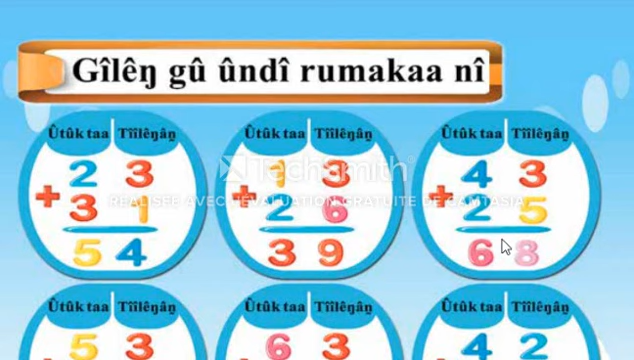 Gîlêŋ gû ûndî rumakaa nî
Ûtûk taa Tîîlêŋâŋ Ûtûk taa Tîîlêŋâŋ Ûtûk taa Tîîlêŋâŋ
2 3 1 3 4 3
TechSmith
+ 3 1 + 2 6 + 2 5
RÉALISÉE AVEC L'ÉVALUATION GRATUITE DE CAMTASIA
5 4 3 9 6 8
Ûtûk taa Tîîlêŋâŋ Ûtûk taa Tîîlêŋâŋ Ûtûk taa Tîîlêŋâŋ
5 3 6 3 4 2